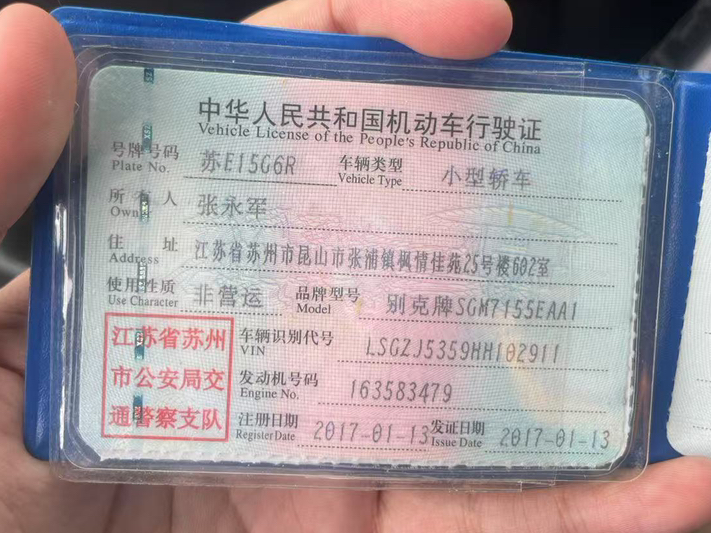 中华人民共和国机动车行驶证
Vehicle License of the People's Republic of China
号牌号码 苏E15G6R 车辆类型 小型轿车
Plate No. Vehicle Type
所有人 张永军
Owner
住址 江苏省苏州市昆山市张浦镇枫情佳苑25号楼602室
Address
使用性质 非营运 品牌型号 别克牌SGM7155EAA1
Use Character Model
江苏省苏州
市公安局交
通警察支队
车辆识别代号 LSGZJ5359HH102911
VIN
发动机号码 163583479
Engine No.
注册日期 2017-01-13 发证日期 2017-01-13
Register Date Issue Date